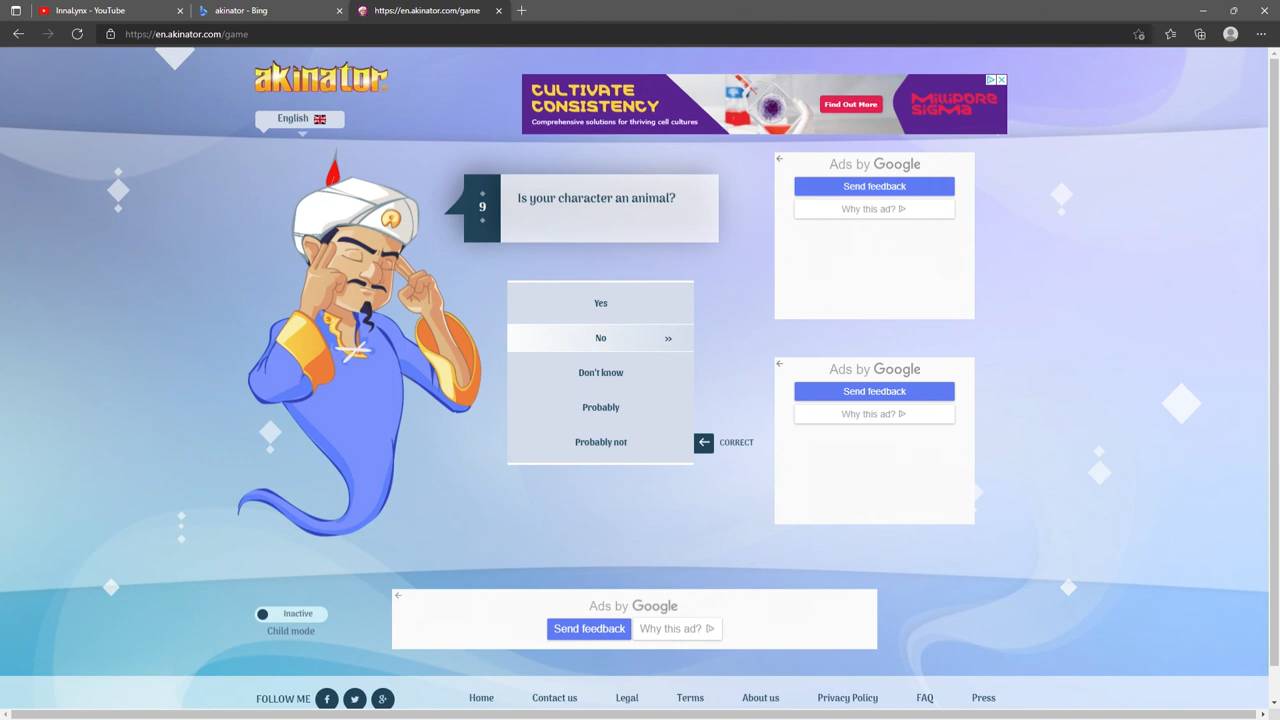 InnaLynx - YouTube
akinator - Bing
https://en.akinator.com/game
https://en.akinator.com/game
akinator
English
CULTIVATE
CONSISTENCY
Comprehensive solutions for thriving cell cultures
Find Out More
MILLIPORE
SIGMA
9
Is your character an animal?
Yes
No
Don't know
Probably
Probably not
CORRECT
Ads by Google
Send feedback
Why this ad?
Ads by Google
Send feedback
Why this ad?
Inactive
Child mode
Ads by Google
Send feedback
Why this ad?
FOLLOW ME
Home
Contact us
Legal
Terms
About us
Privacy Policy
FAQ
Press